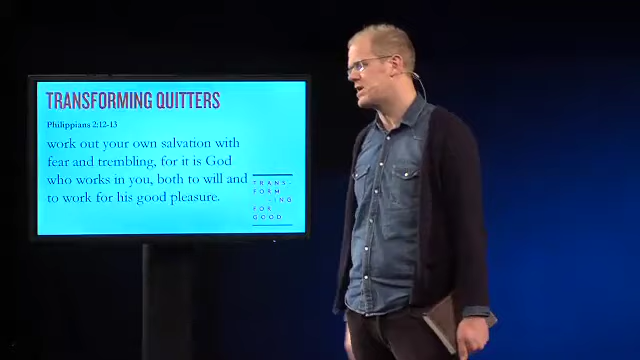 TRANSFORMING QUITTERS
Philippians 2:12-13
work out your own salvation with
fear and trembling, for it is God
who works in you, both to will and
to work for his good pleasure.
TRANS-
FORM
-ING
FOR
GOOD